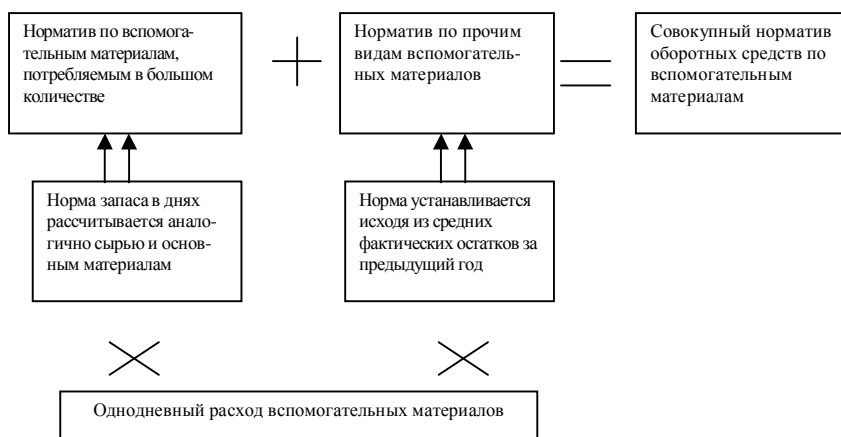 Норматив по вспомога-
тельным материалам,
потребляемым в большом
количестве
Норматив по прочим
видам вспомогатель-
ных материалов
Совокупный норматив
оборотных средств по
вспомогательным
материалам
Норма запаса в днях
рассчитывается анало-
гично сырью и основ-
ным материалам
Норма устанавливается
исходя из средних
фактических остатков за
предыдущий год
Однодневный расход вспомогательных материалов